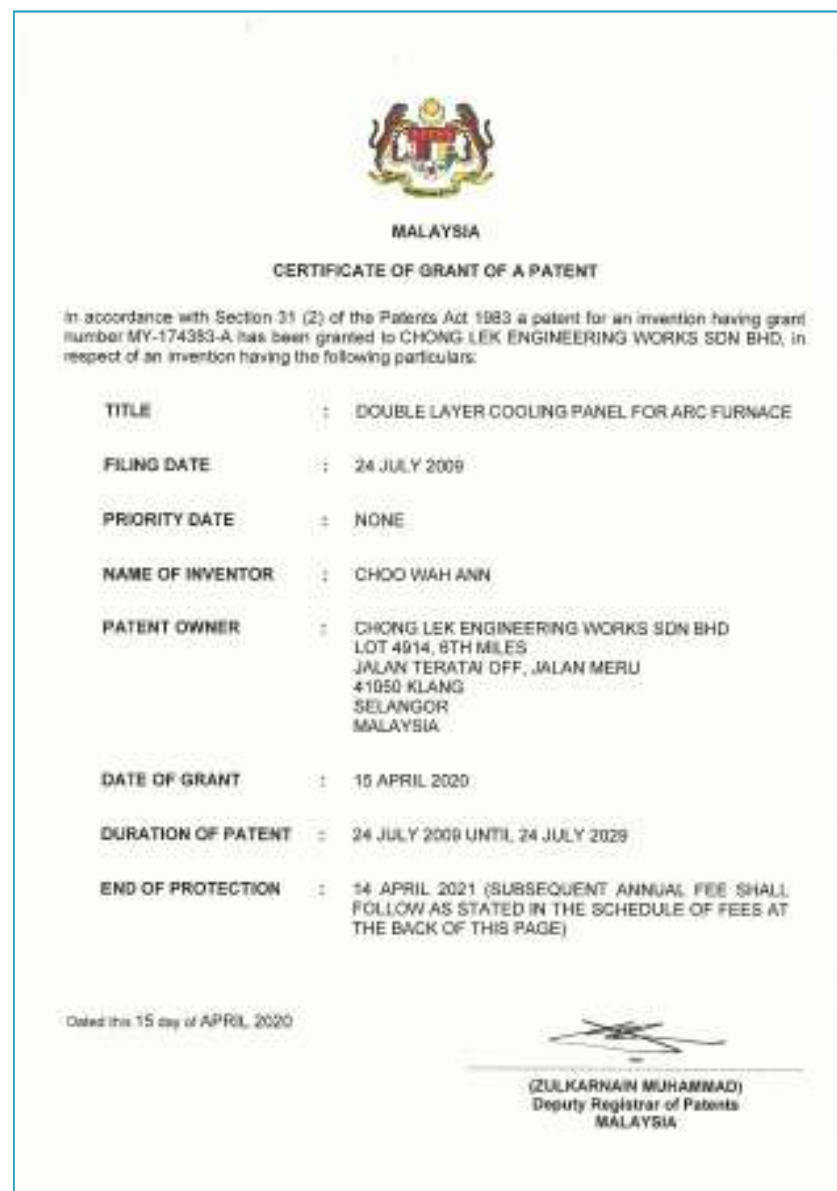 MALAYSIA
CERTIFICATE OF GRANT OF A PATENT
In accordance with Section 31 (2) of the Patents Act 1983 a patent for an invention having grant
number MY-174383-A has been granted to CHONG LEK ENGINEERING WORKS SDN BHD, in
respect of an invention having the following particulars:
TITLE : DOUBLE LAYER COOLING PANEL FOR ARC FURNACE
FILING DATE : 24 JULY 2009
PRIORITY DATE : NONE
NAME OF INVENTOR : CHOO WAH ANN
PATENT OWNER : CHONG LEK ENGINEERING WORKS SDN BHD
LOT 4914, 6TH MILES
JALAN TERATAI OFF, JALAN MERU
41050 KLANG
SELANGOR
MALAYSIA
DATE OF GRANT : 15 APRIL 2020
DURATION OF PATENT : 24 JULY 2009 UNTIL 24 JULY 2029
END OF PROTECTION : 14 APRIL 2021 (SUBSEQUENT ANNUAL FEE SHALL
FOLLOW AS STATED IN THE SCHEDULE OF FEES AT
THE BACK OF THIS PAGE)
Dated this 15 day of APRIL 2020
(ZULKARNAIN MUHAMMAD)
Deputy Registrar of Patents
MALAYSIA